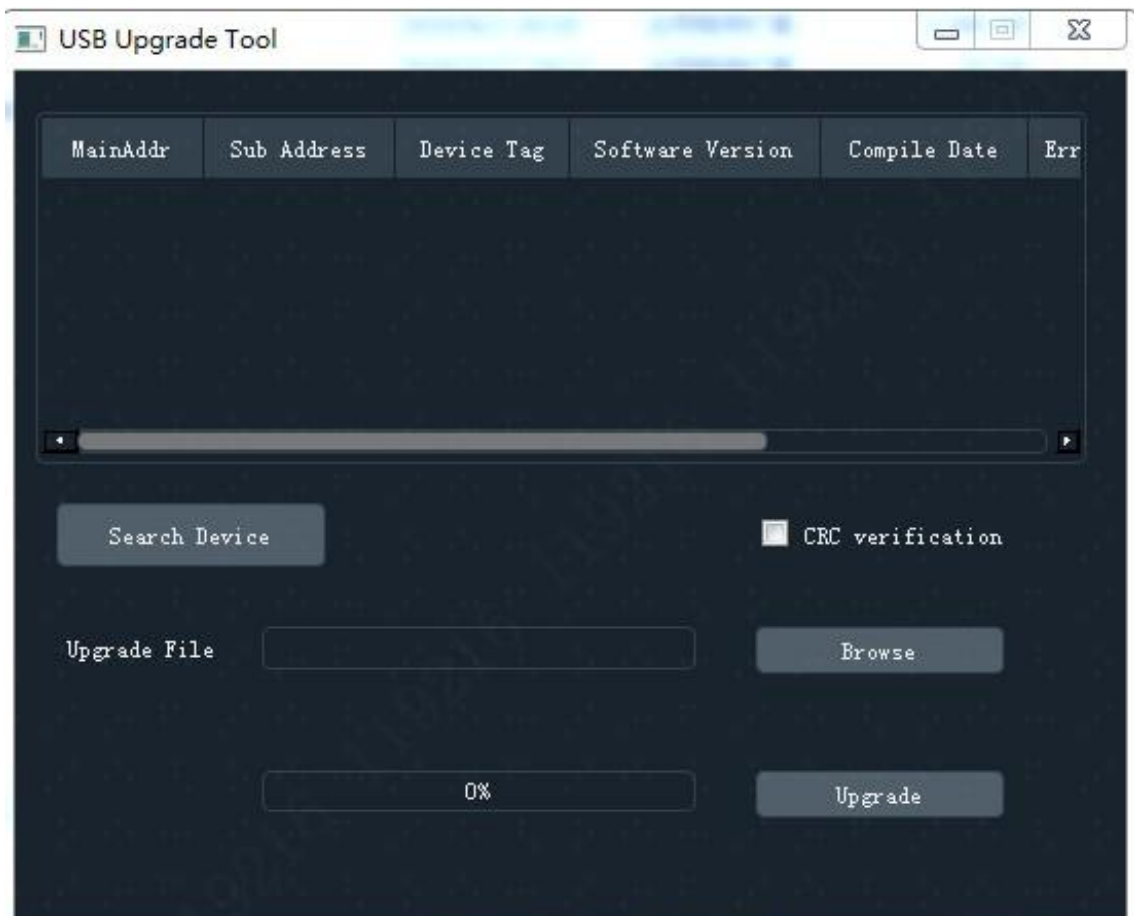 USB Upgrade Tool
MainAddr Sub Address Device Tag Software Version Compile Date Err
Search Device CRC verification
Upgrade File Browse
0% Upgrade